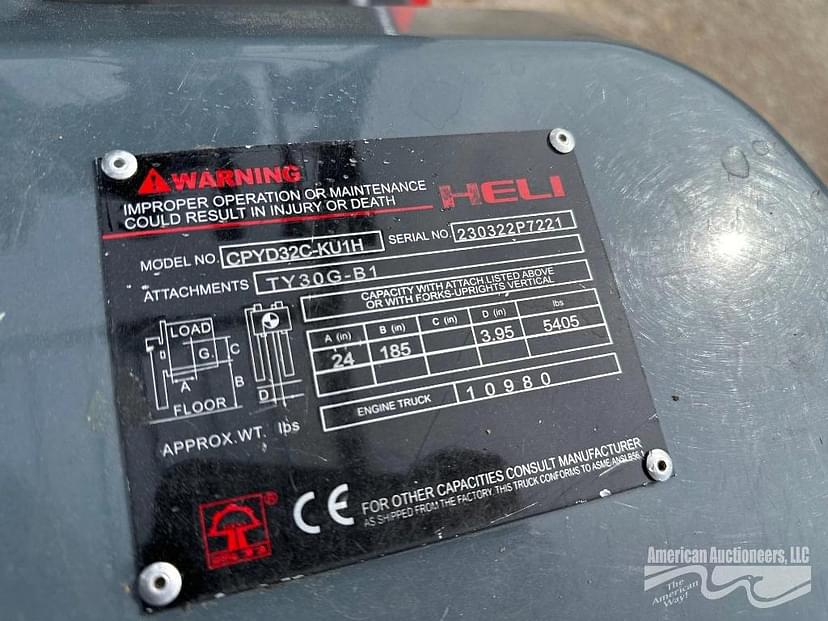 WARNING
IMPROPER OPERATION OR MAINTENANCE
COULD RESULT IN INJURY OR DEATH
HELI
MODEL NO. CPYD32C-KU1H SERIAL NO. 230322P7221
ATTACHMENTS TY30G-B1
CAPACITY WITH ATTACH LISTED ABOVE
OR WITH FORKS-UPRIGHTS VERTICAL
A (in) B (in) C (in) D (in) lbs
24 185 3.95 5405
LOAD
G. C
A B
D
FLOOR
ENGINE TRUCK 10980
APPROX.WT. lbs
®
CE
FOR OTHER CAPACITIES CONSULT MANUFACTURER
AS SHIPPED FROM THE FACTORY, THIS TRUCK CONFORMS TO ASME ANSI,B56.1
American Auctioneers, LLC
The
American
Way!